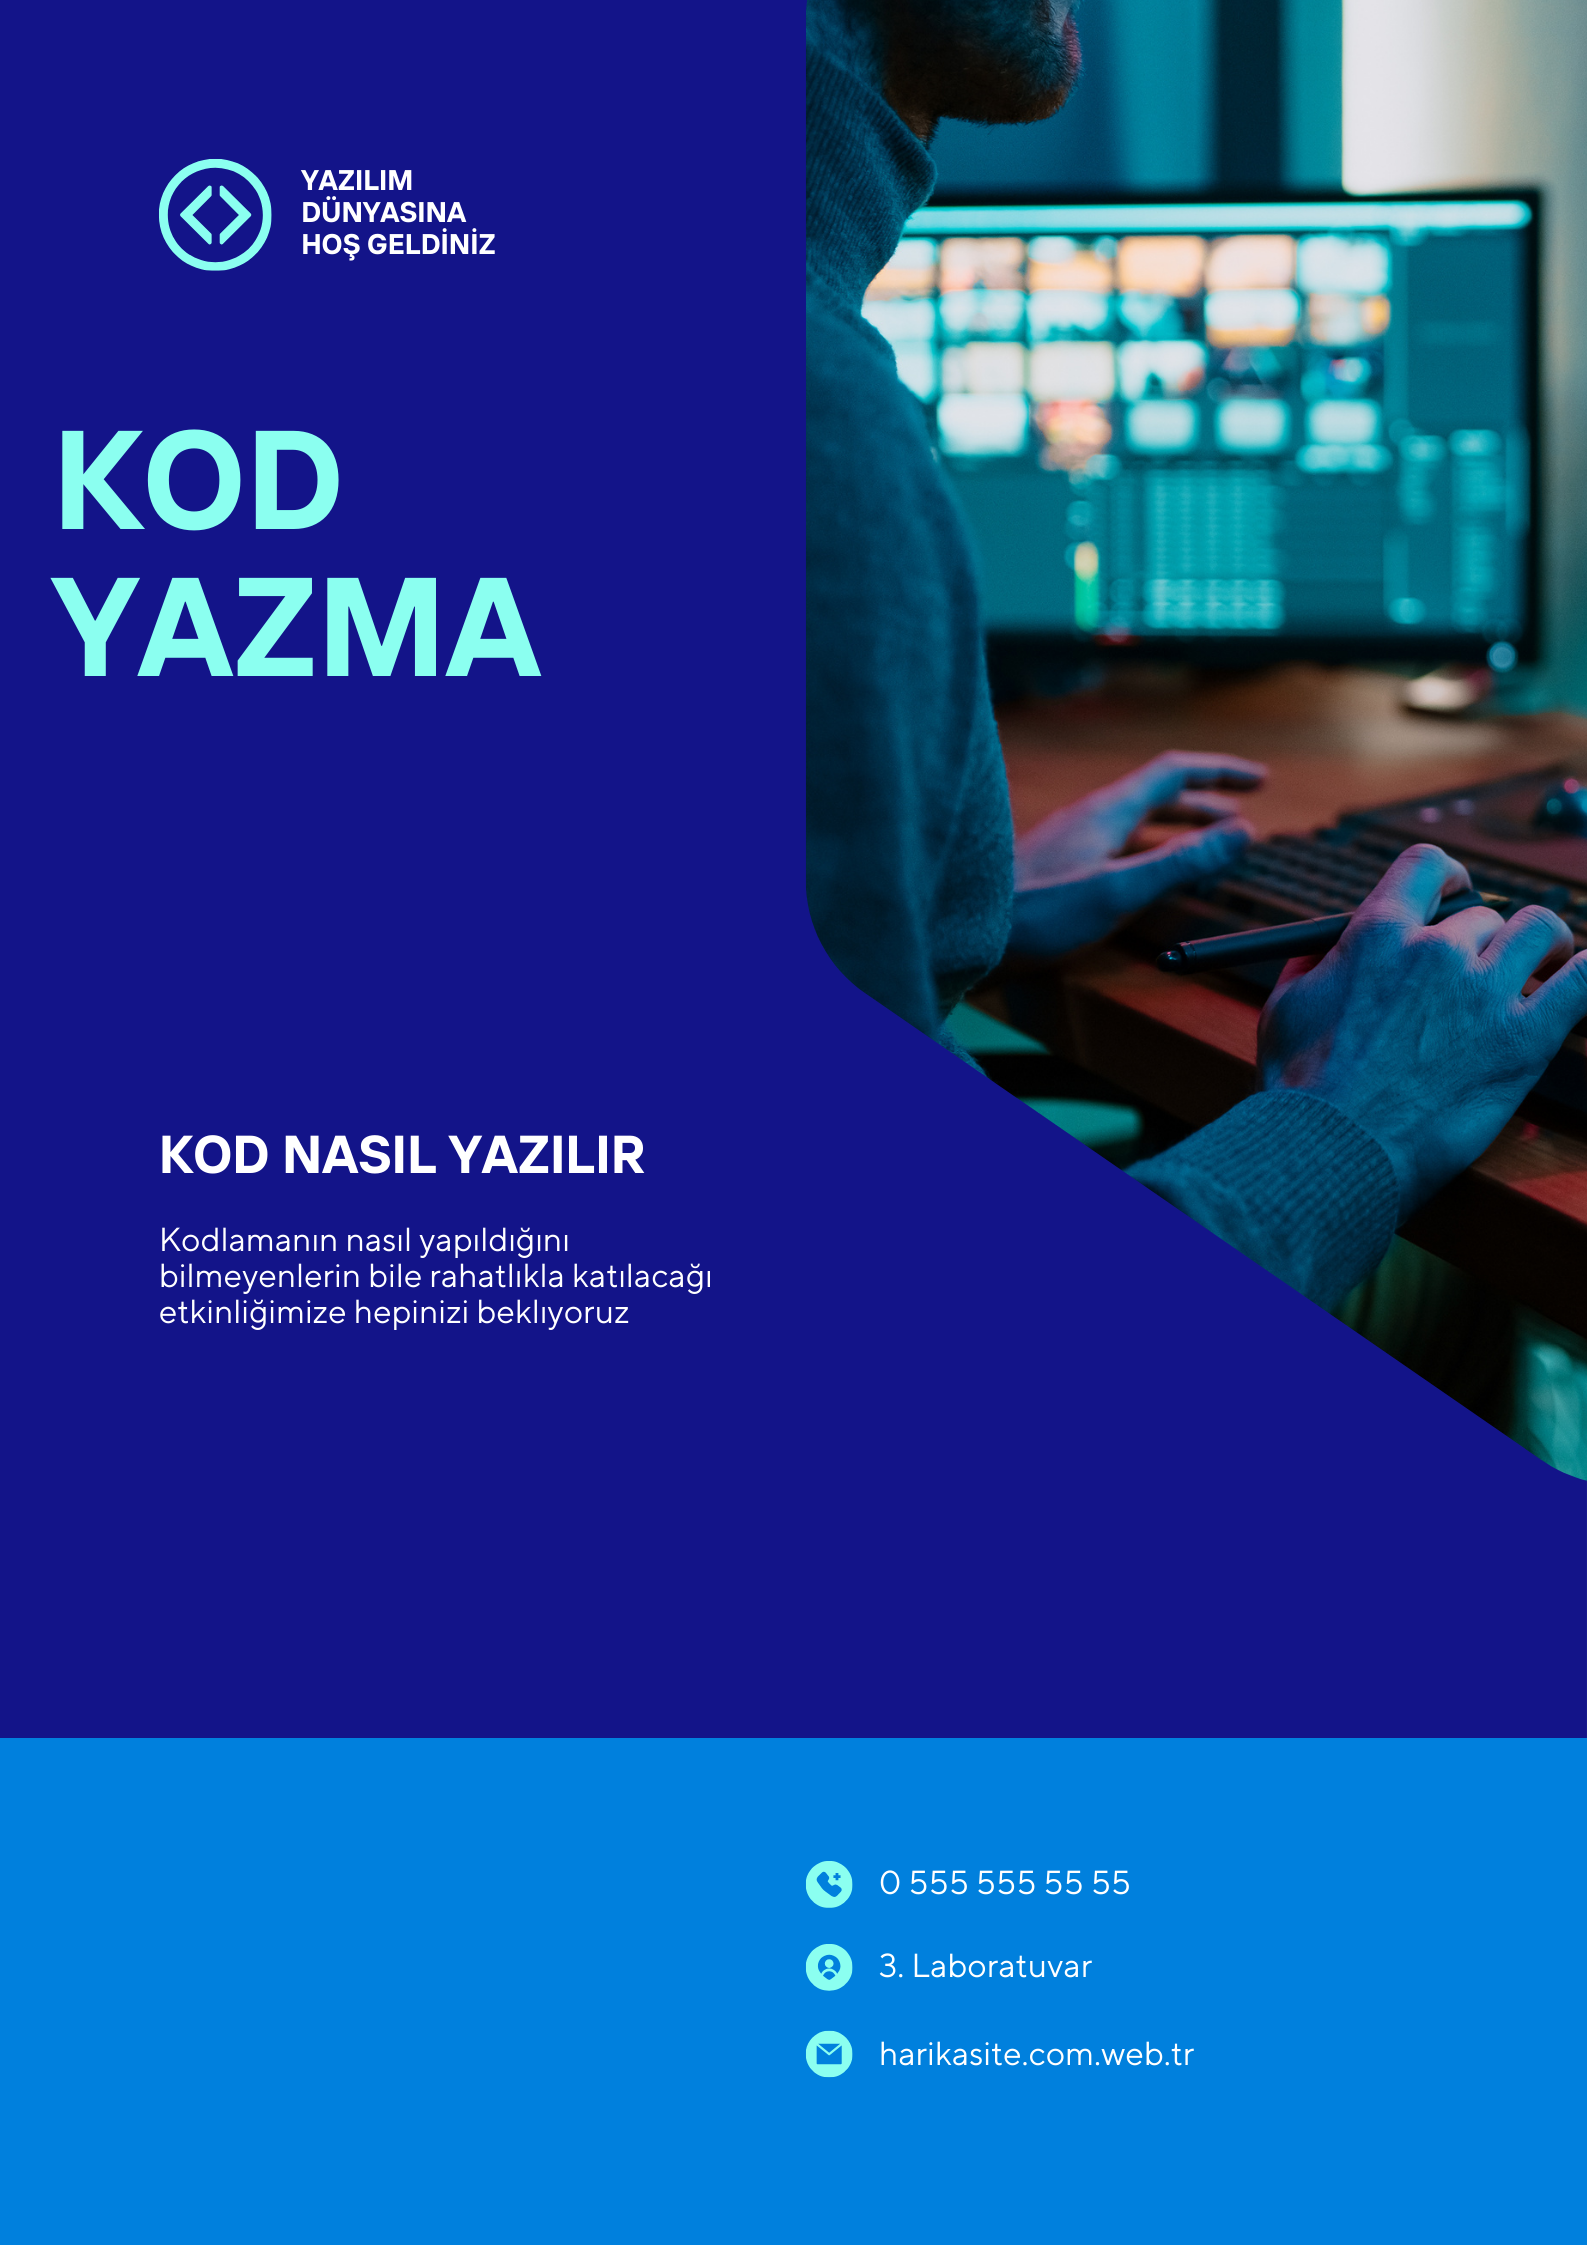 YAZILIM
DÜNYASINA
HOŞ GELDİNİZ
KOD
YAZMA
KOD NASIL YAZILIR
Kodlamanın nasıl yapıldığını
bilmeyenlerin bile rahatlıkla katılacağı
etkinliğimize hepinizi beklıyoruz
0 555 555 55 55
3. Laboratuvar
harikasite.com.web.tr